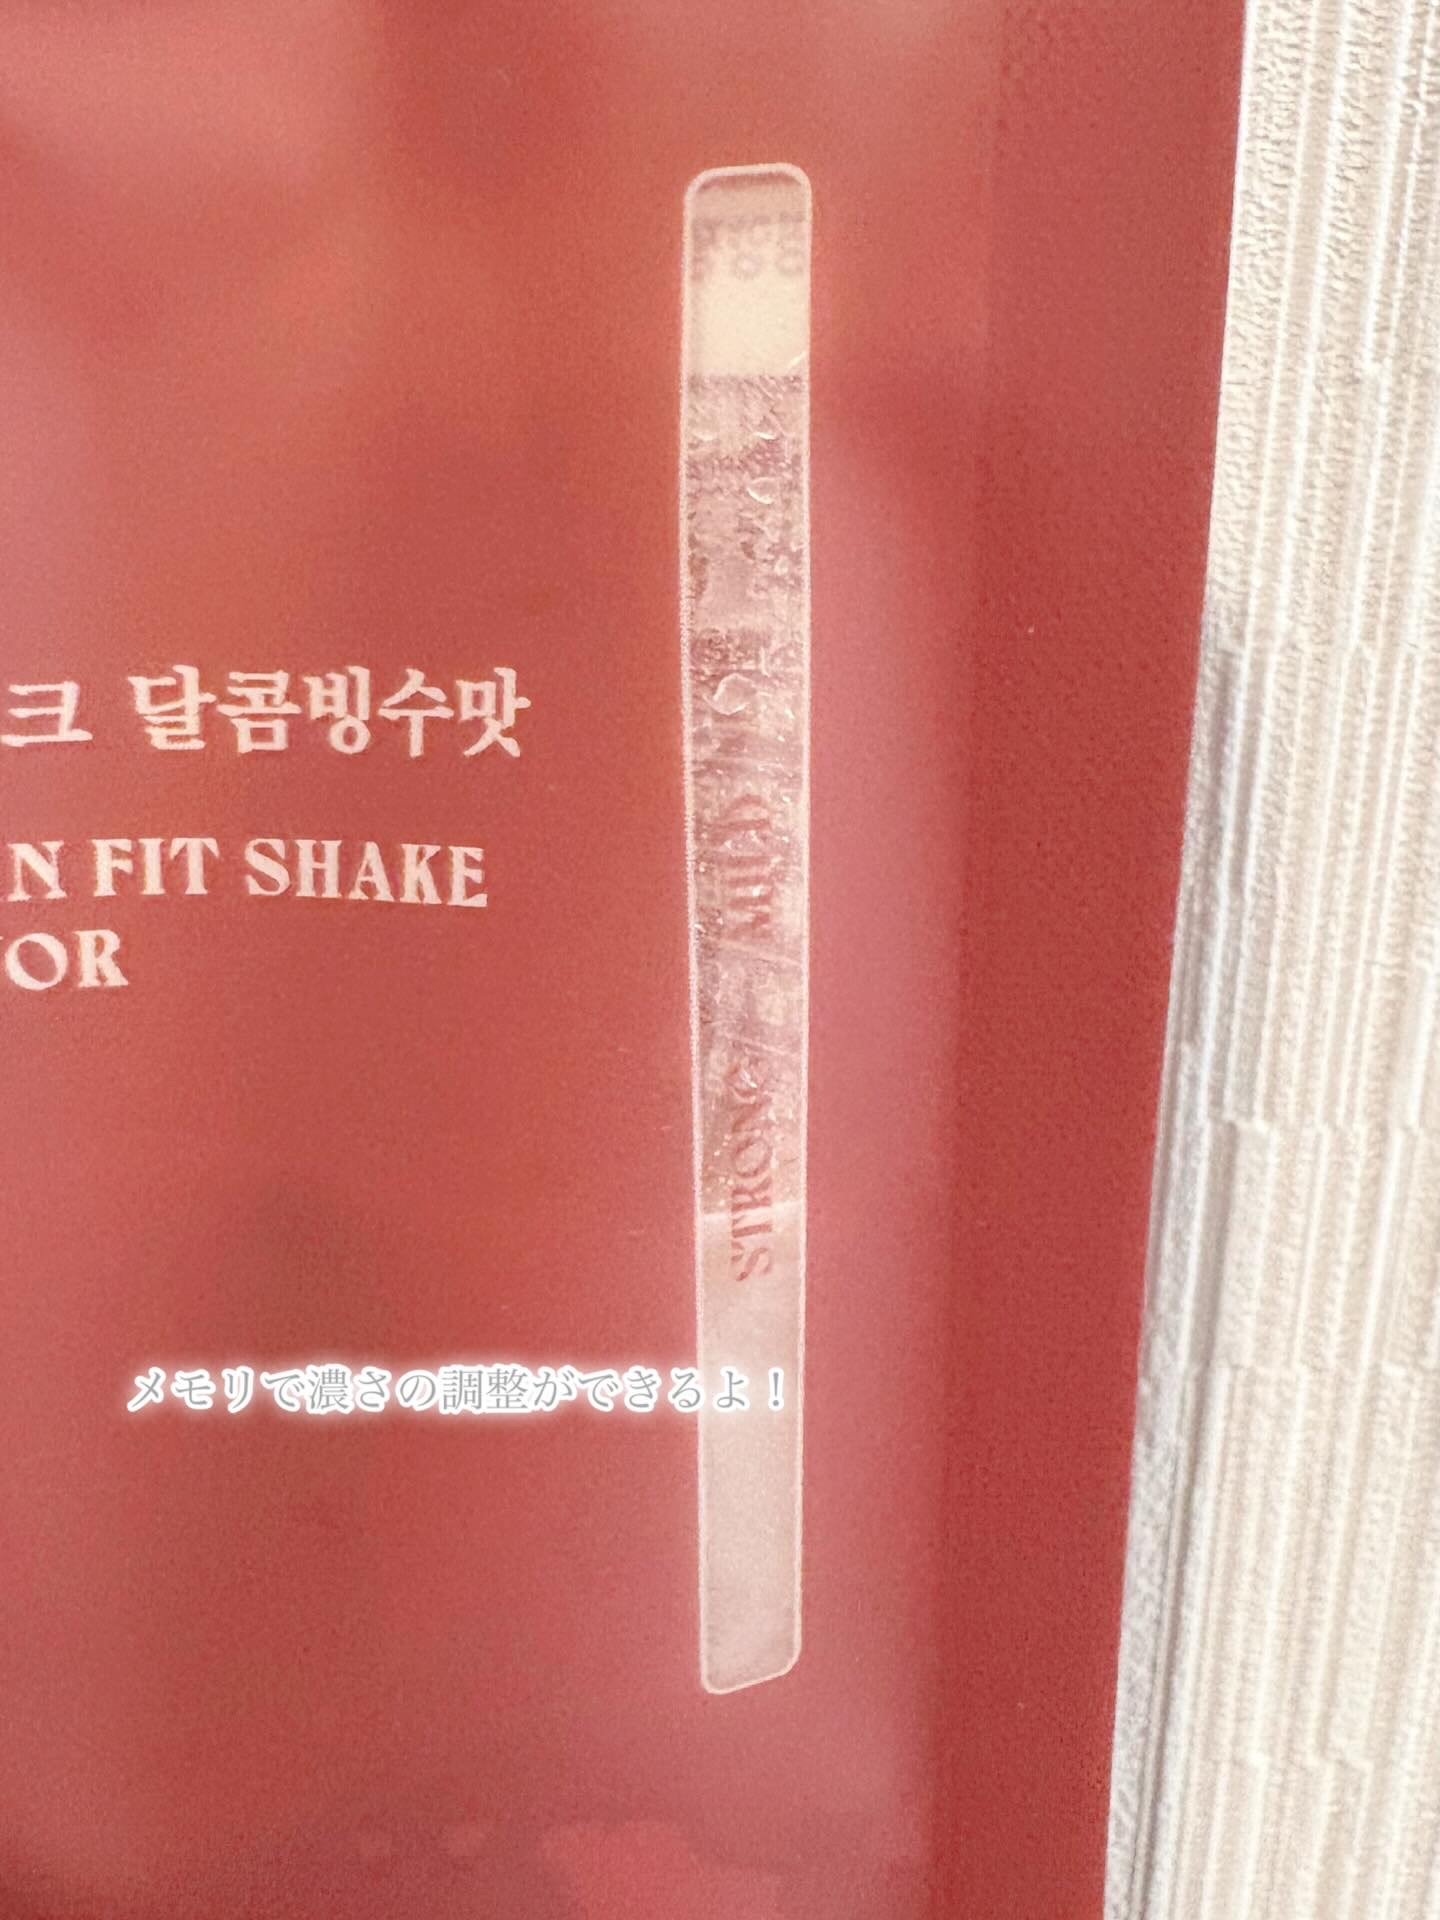 크 달콤빙수맛
N FIT SHAKE
VOR
MILD
STRONG
メモリで濃さの調整ができるよ！